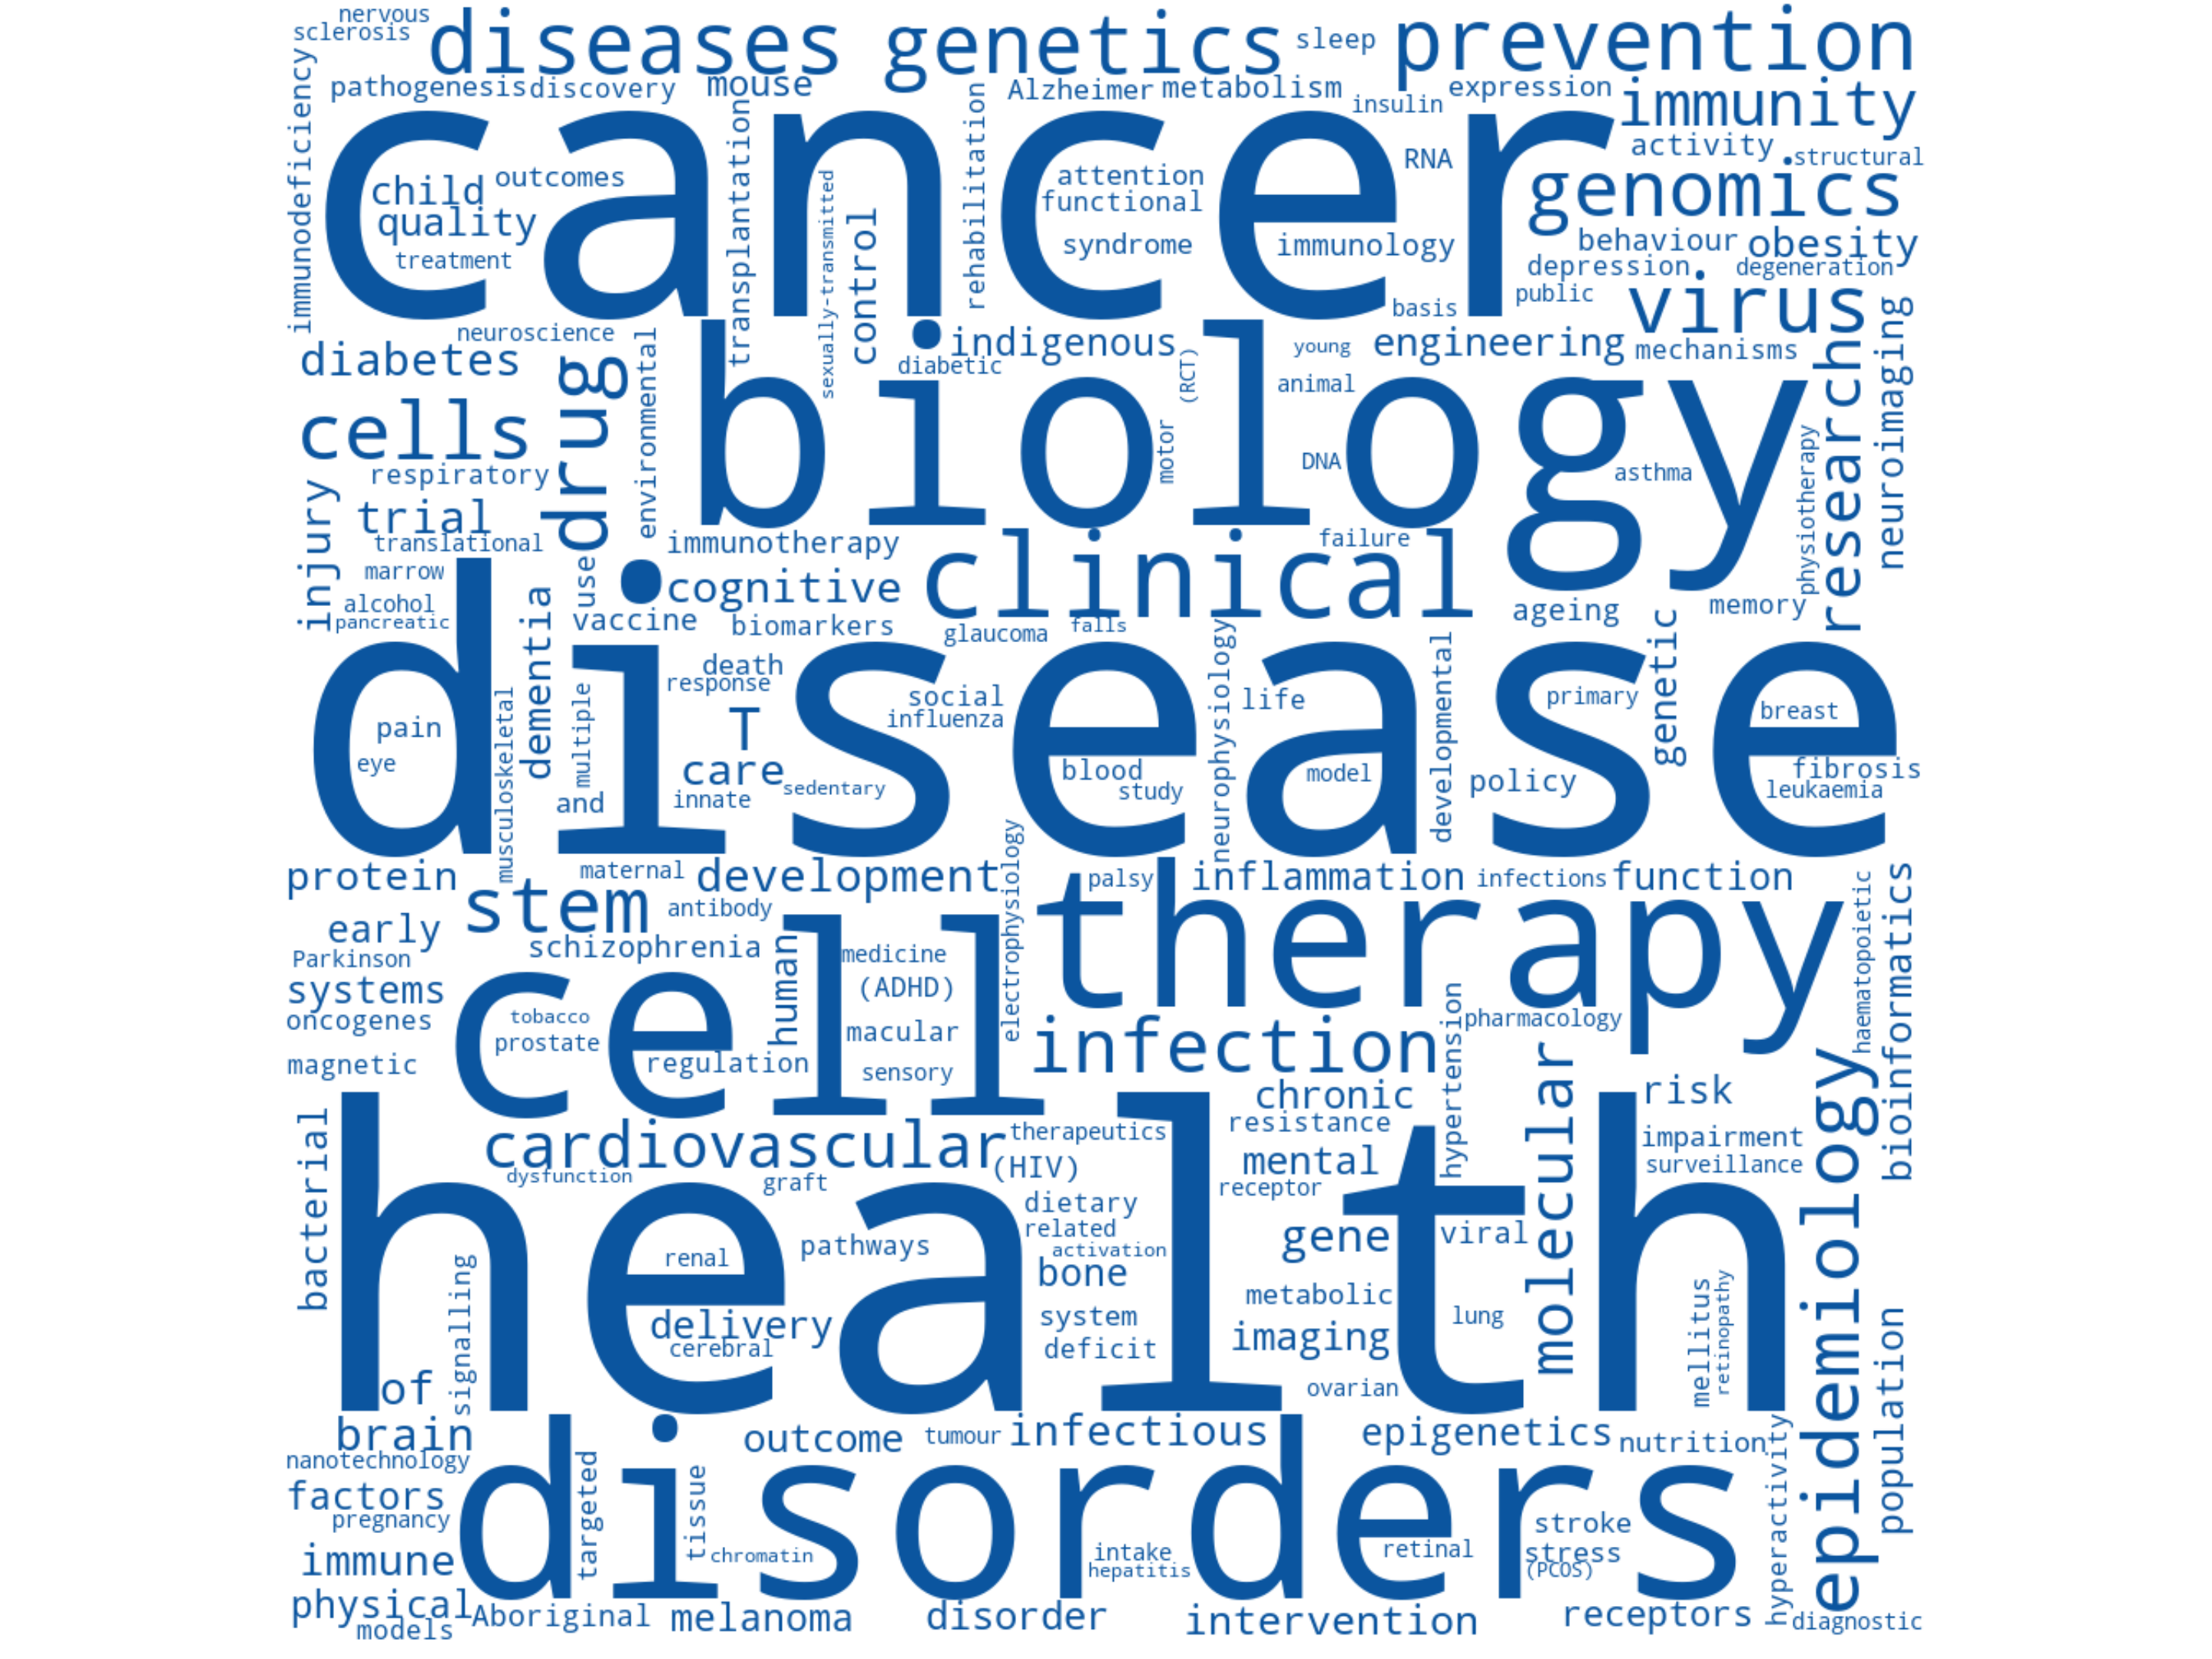 nervous
sclerosis
diseases genetics sleep prevention
pathogenesis discovery mouse Alzheimer metabolism insulin expression immunity
immunodeficiency
cancer
child outcomes
quality
treatment
transplantation
sexually-transmitted
control
rehabilitation
attention
functional
syndrome
immunology
RNA
activity structural
genomics
behaviour obesity
depression degeneration
basis public virus
neuroscience
diabetes
drug
environmental
biology
indigenous
diabetic
(RCT)
young engineering mechanisms
animal
motor
DNA
asthma
physiotherapy
research
neuroimaging
cells
respiratory
injury
trial
translational
marrow
alcohol
pancreatic
use
immunotherapy
cognitive
clinical
failure
vaccine biomarkers
glaucoma falls
ageing memory
dementia
disease
death
response
T
social
influenza
neurophysiology
life
developmental
primary
genetic
breast
pain
eye
musculoskeletal
multiple
and
care
innate sedentary
blood
study
model
policy
fibrosis
leukaemia
protein
maternal development
electrophysiology
palsy inflammation infections function
stem antibody
therapy
haematopoietic
bioinformatics
early
schizophrenia
Parkinson
systems
oncogenes
magnetic
cell
human
medicine
(ADHD)
macular
sensory
tobacco
prostate
regulation
infection
hypertension
pharmacology
chronic
resistance
molecular
risk
epidemiology
bacterial
health
cardiovascular therapeutics
dysfunction
graft
(HIV)
mental
receptor
impairment
surveillance
dietary
related
activation
bone
gene
viral
renal
pathways
signalling
delivery
cerebral
system
deficit
metabolic
imaging
lung
ovarian
mellitus
retinopathy
population
of
brain
outcome tumour infectious epigenetics nutrition
nanotechnology
disorders
factors
pregnancy
immune
physical
models
targeted
tissue
chromatin
intake
hepatitis
retinal
stroke
stress
(PCOS)
hyperactivity
Aboriginal melanoma disorder intervention receptors diagnostic